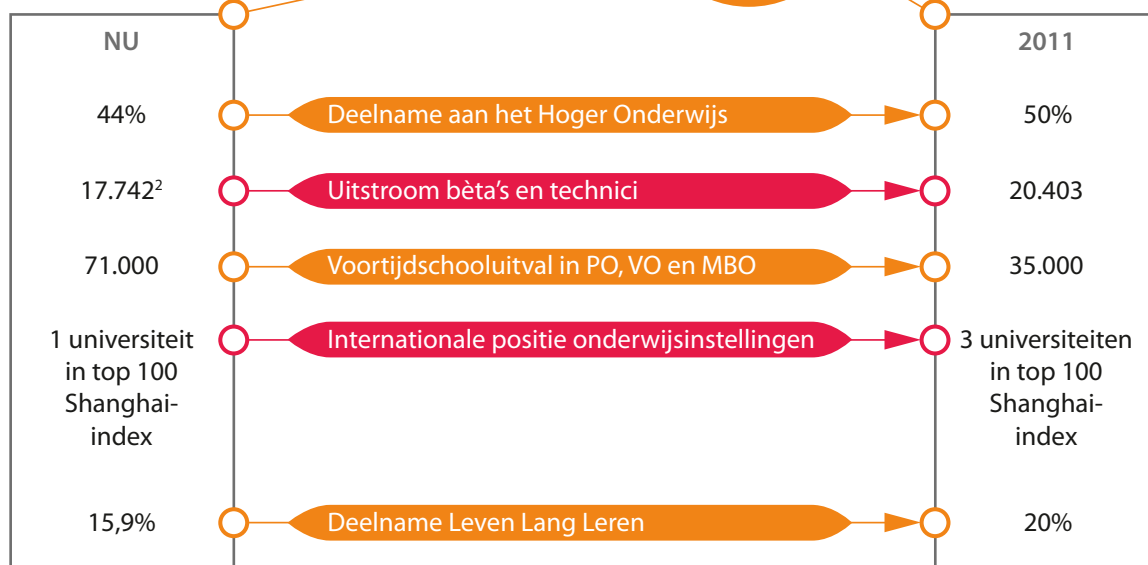 NU
2011
44%
Deelname aan het Hoger Onderwijs
50%
17.742²
Uitstroom bèta's en technici
20.403
71.000
Voortijdschooluitval in PO, VO en MBO
35.000
1 universiteit
in top 100
Shanghai-
index
Internationale positie onderwijsinstellingen
3 universiteiten
in top 100
Shanghai-
index
15,9%
Deelname Leven Lang Leren
20%